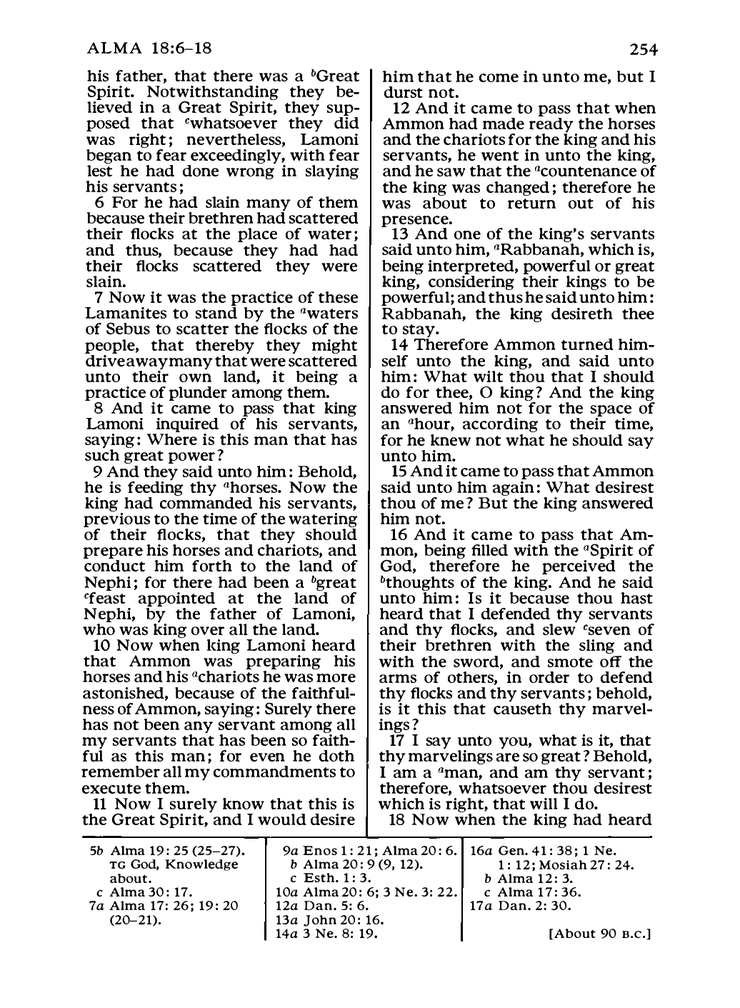 ALMA 18:6–18
254
his father, that there was a bGreat
Spirit. Notwithstanding they be-
lieved in a Great Spirit, they sup-
posed that cwhatsoever they did
was right; nevertheless, Lamoni
began to fear exceedingly, with fear
lest he had done wrong in slaying
his servants;
6 For he had slain many of them
because their brethren had scattered
their flocks at the place of water;
and thus, because they had had
their flocks scattered they were
slain.
7 Now it was the practice of these
Lamanites to stand by the awaters
of Sebus to scatter the flocks of the
people, that thereby they might
drive away many that were scattered
unto their own land, it being a
practice of plunder among them.
8 And it came to pass that king
Lamoni inquired of his servants,
saying: Where is this man that has
such great power?
9 And they said unto him: Behold,
he is feeding thy ahorses. Now the
king had commanded his servants,
previous to the time of the watering
of their flocks, that they should
prepare his horses and chariots, and
conduct him forth to the land of
Nephi; for there had been a bgreat
cfeast appointed at the land of
Nephi, by the father of Lamoni,
who was king over all the land.
10 Now when king Lamoni heard
that Ammon was preparing his
horses and his achariots he was more
astonished, because of the faithful-
ness of Ammon, saying: Surely there
has not been any servant among all
my servants that has been so faith-
ful as this man; for even he doth
remember all my commandments to
execute them.
11 Now I surely know that this is
the Great Spirit, and I would desire
him that he come in unto me, but I
durst not.
12 And it came to pass that when
Ammon had made ready the horses
and the chariots for the king and his
servants, he went in unto the king,
and he saw that the acountenance of
the king was changed; therefore he
was about to return out of his
presence.
13 And one of the king's servants
said unto him, aRabbanah, which is,
being interpreted, powerful or great
king, considering their kings to be
powerful; and thus he said unto him:
Rabbanah, the king desireth thee
to stay.
14 Therefore Ammon turned him-
self unto the king, and said unto
him: What wilt thou that I should
do for thee, O king? And the king
answered him not for the space of
an ahour, according to their time,
for he knew not what he should say
unto him.
15 And it came to pass that Ammon
said unto him again: What desirest
thou of me? But the king answered
him not.
16 And it came to pass that Am-
mon, being filled with the aSpirit of
God, therefore he perceived the
bthoughts of the king. And he said
unto him: Is it because thou hast
heard that I defended thy servants
and thy flocks, and slew cseven of
their brethren with the sling and
with the sword, and smote off the
arms of others, in order to defend
thy flocks and thy servants; behold,
is it this that causeth thy marvel-
ings?
17 I say unto you, what is it, that
thy marvelings are so great? Behold,
I am a aman, and am thy servant;
therefore, whatsoever thou desirest
which is right, that will I do.
18 Now when the king had heard
5b Alma 19: 25 (25–27).
TG God, Knowledge
about.
c Alma 30: 17.
7a Alma 17: 26; 19: 20
(20–21).
9a Enos 1: 21; Alma 20: 6.
b Alma 20: 9 (9, 12).
c Esth. 1: 3.
10a Alma 20: 6; 3 Ne. 3: 22.
12a Dan. 5: 6.
13a John 20: 16.
14a 3 Ne. 8: 19.
16a Gen. 41: 38; 1 Ne.
1: 12; Mosiah 27: 24.
b Alma 12: 3.
c Alma 17: 36.
17a Dan. 2: 30.
[About 90 B.C.]